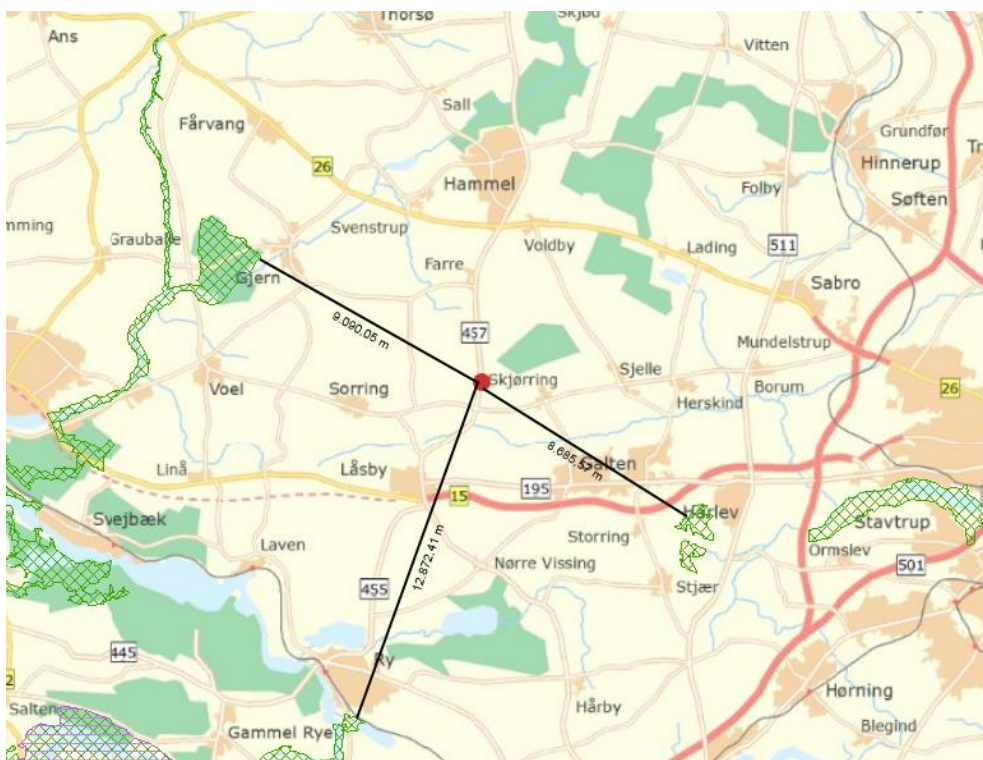 Ans
Thorsø
Skjød
Vitten
Sall
Fårvang
Grundfør
Hinnerup
26
Hammel
Folby
Søften
Svenstrup
Grauballe
Voldby
511
Lading
Farre
Gjern
Sabro
9.090,05 m
457
Mundelstrup
Skjørring
Sjelle
Borum
26
Voel
Sorring
Herskind
8.685,57 m
Galten
Linå
Låsby
15
195
Hårlev
Svejbæk
Stavtrup
Storring
Laven
Ormslev
Nørre Vissing
501
12.872,41 m
Stjær
455
445
Ry
Salten
Hårby
Hørning
Gammel Rye
Blegind